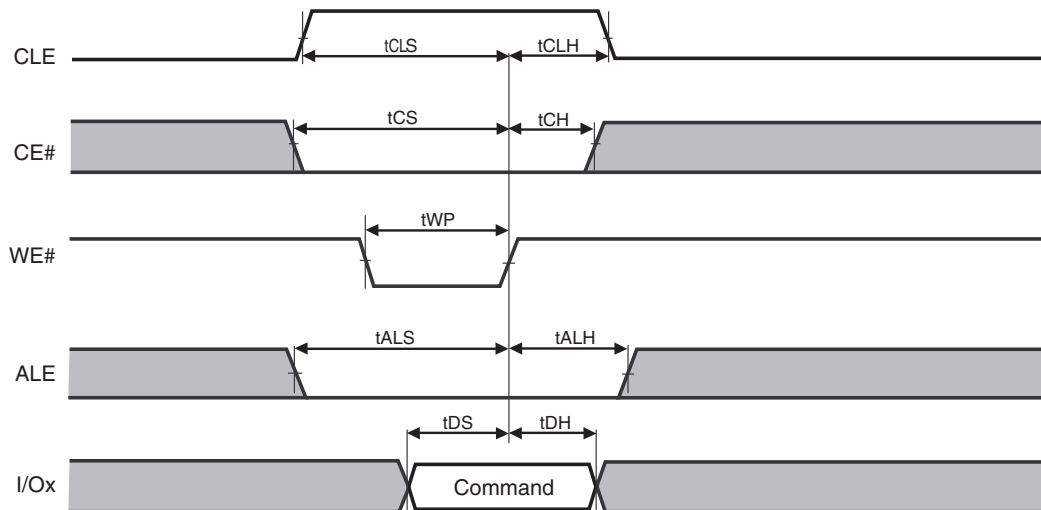 tCLS tCLH
CLE
tCS tCH
CE#
tWP
WE#
tALS tALH
ALE
tDS tDH
I/Ox Command